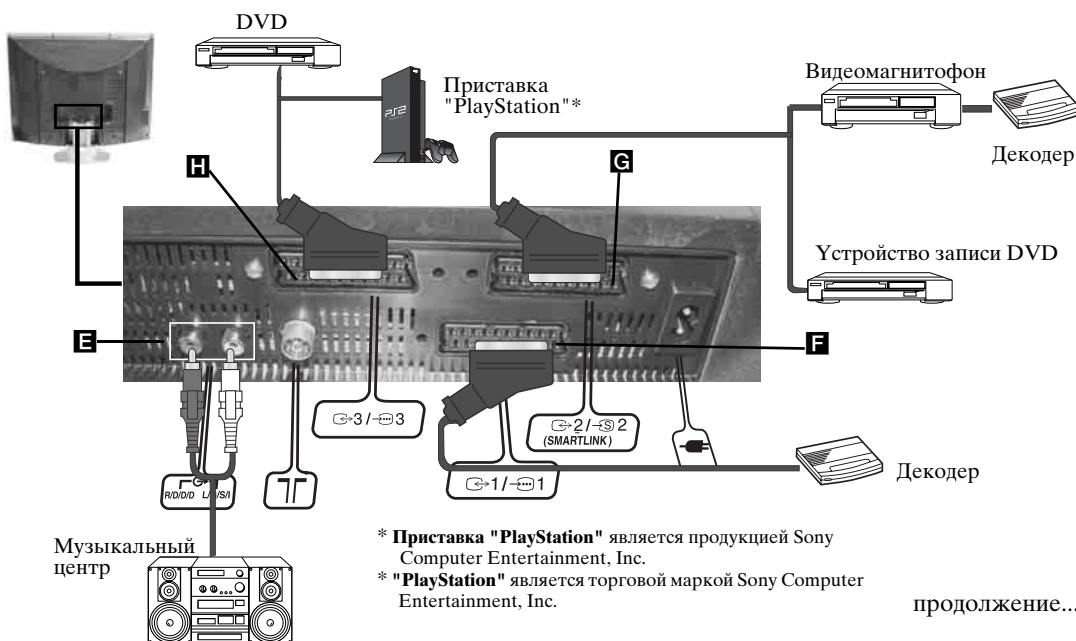 DVD
Приставка
"PlayStation"*
Видеомагнитофон
Декодер
H
G
Yстройство записи DVD
E
F
3/ 3
2/ S 2
(SMARTLINK)
1/ 1
R/D/D/D L/G/S/I
Декодер
Музыкальный
центр
* Приставка "PlayStation" является продукцией Sony
Computer Entertainment, Inc.
* "PlayStation" является торговой маркой Sony Computer
Entertainment, Inc.
продолжение...